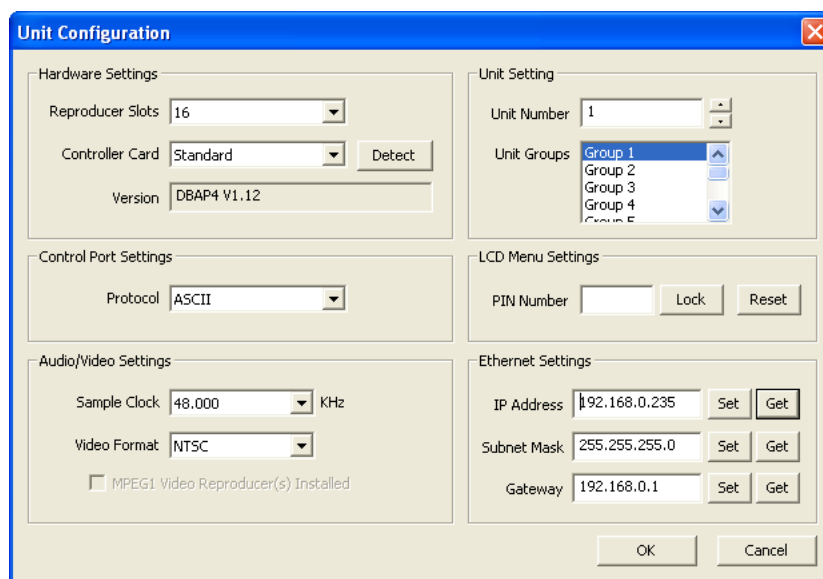 Unit Configuration
Hardware Settings
Reproducer Slots 16
Controller Card Standard Detect
Version DBAP4 V1.12
Control Port Settings
Protocol ASCII
Audio/Video Settings
Sample Clock 48.000 KHz
Video Format NTSC
MPEG1 Video Reproducer(s) Installed
Unit Setting
Unit Number 1
Unit Groups Group 1
Group 2
Group 3
Group 4
Group 5
LCD Menu Settings
PIN Number Lock Reset
Ethernet Settings
IP Address 192.168.0.235 Set Get
Subnet Mask 255.255.255.0 Set Get
Gateway 192.168.0.1 Set Get
OK Cancel